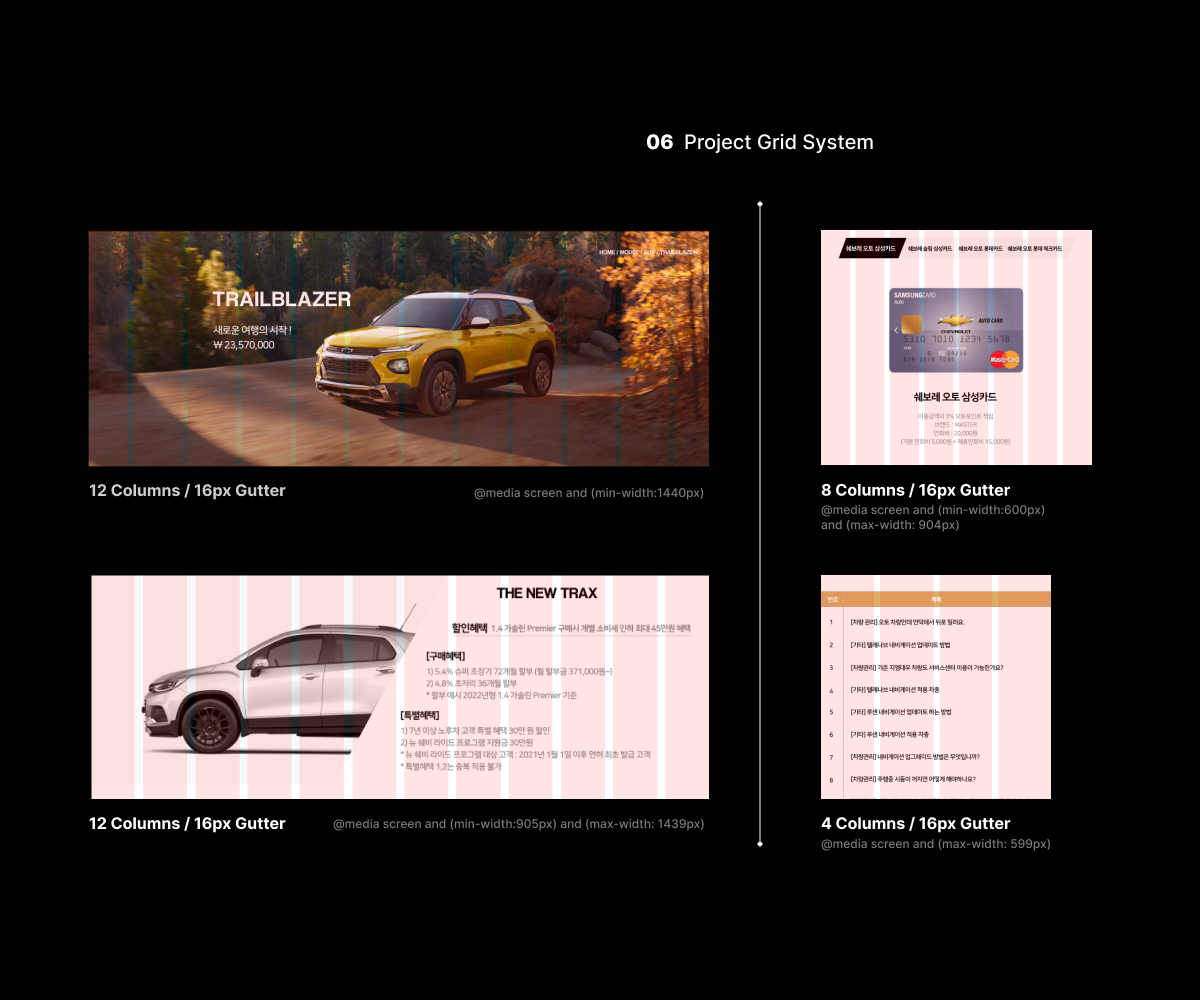 06 Project Grid System
HOME / MODEL / SUV / TRAILBLAZER
TRAILBLAZER
새로운 여행의 시작 !
₩ 23,570,000
12 Columns / 16px Gutter
@media screen and (min-width:1440px)
THE NEW TRAX
할인혜택 1.4 가솔린 Premier 구매시 개별 소비세 인하 최대 45만원 혜택
[구매혜택]
1) 5.4% 슈퍼 초장기 72개월 할부 (월 할부금 371,000원~)
2) 4.8% 초저리 36개월 할부
* 할부 예시 2022년형 1.4 가솔린 Premier 기준
[특별혜택]
1) 7년 이상 노후차 고객 특별 혜택 30만 원 할인
2) 뉴 쉐비 라이드 프로그램 지원금 30만원
* 뉴 쉐비 라이드 프로그램 대상 고객 : 2021년 1월 1일 이후 면허 최초 발급 고객
* 특별혜택 1,2는 중복 적용 불가
12 Columns / 16px Gutter
@media screen and (min-width:905px) and (max-width: 1439px)
쉐보레 오토 삼성카드 쉐보레 슬림 삼성카드 쉐보레 오토 롯데카드 쉐보레 오토 롯데 체크카드
SAMSUNGCARD
Auto
CHEVROLET
AUTO CARD
5310 7010 1234 5678
MasterCard
쉐보레 오토 삼성카드
이용금액의 3% 오토포인트 적립
브랜드 : MASTER
연회비 : 20,000원
(기본 연회비 5,000원 + 제휴연회비 15,000원)
8 Columns / 16px Gutter
@media screen and (min-width:600px)
and (max-width: 904px)
번호 제목
1 [차량 관리] 오토 차량인데 언덕에서 뒤로 밀려요.
2 [기타] 텔레나브 내비게이션 업데이트 방법
3 [차량관리] 기존 지엠대우 차량도 서비스센터 이용이 가능한가요?
4 [기타] 텔레나브 내비게이션 적용 차종
5 [기타] 루센 내비게이션 업데이트 하는 방법
6 [기타] 루센 내비게이션 적용 차종
7 [차량관리] 내비게이션 업그레이드 방법은 무엇입니까?
8 [차량관리] 주행중 시동이 꺼지면 어떻게 해야하나요?
4 Columns / 16px Gutter
@media screen and (max-width: 599px)